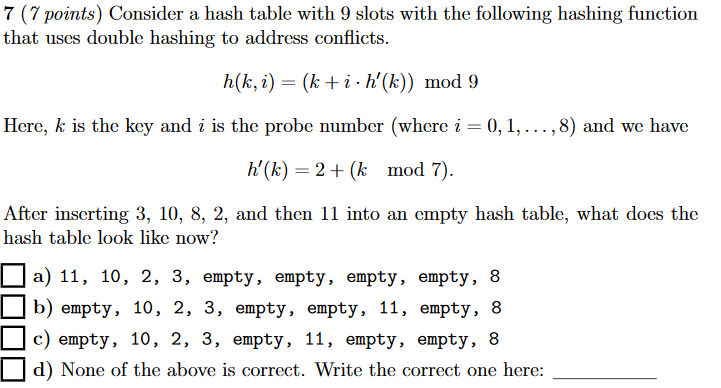 7 (7 points) Consider a hash table with 9 slots with the following hashing function
that uses double hashing to address conflicts.
h(k, i) = (k + i · h′(k)) mod 9
Here, k is the key and i is the probe number (where i = 0, 1, . . . , 8) and we have
h′(k) = 2 + (k mod 7).
After inserting 3, 10, 8, 2, and then 11 into an empty hash table, what does the
hash table look like now?
a) 11, 10, 2, 3, empty, empty, empty, empty, 8
b) empty, 10, 2, 3, empty, empty, 11, empty, 8
c) empty, 10, 2, 3, empty, 11, empty, empty, 8
d) None of the above is correct. Write the correct one here: ____________